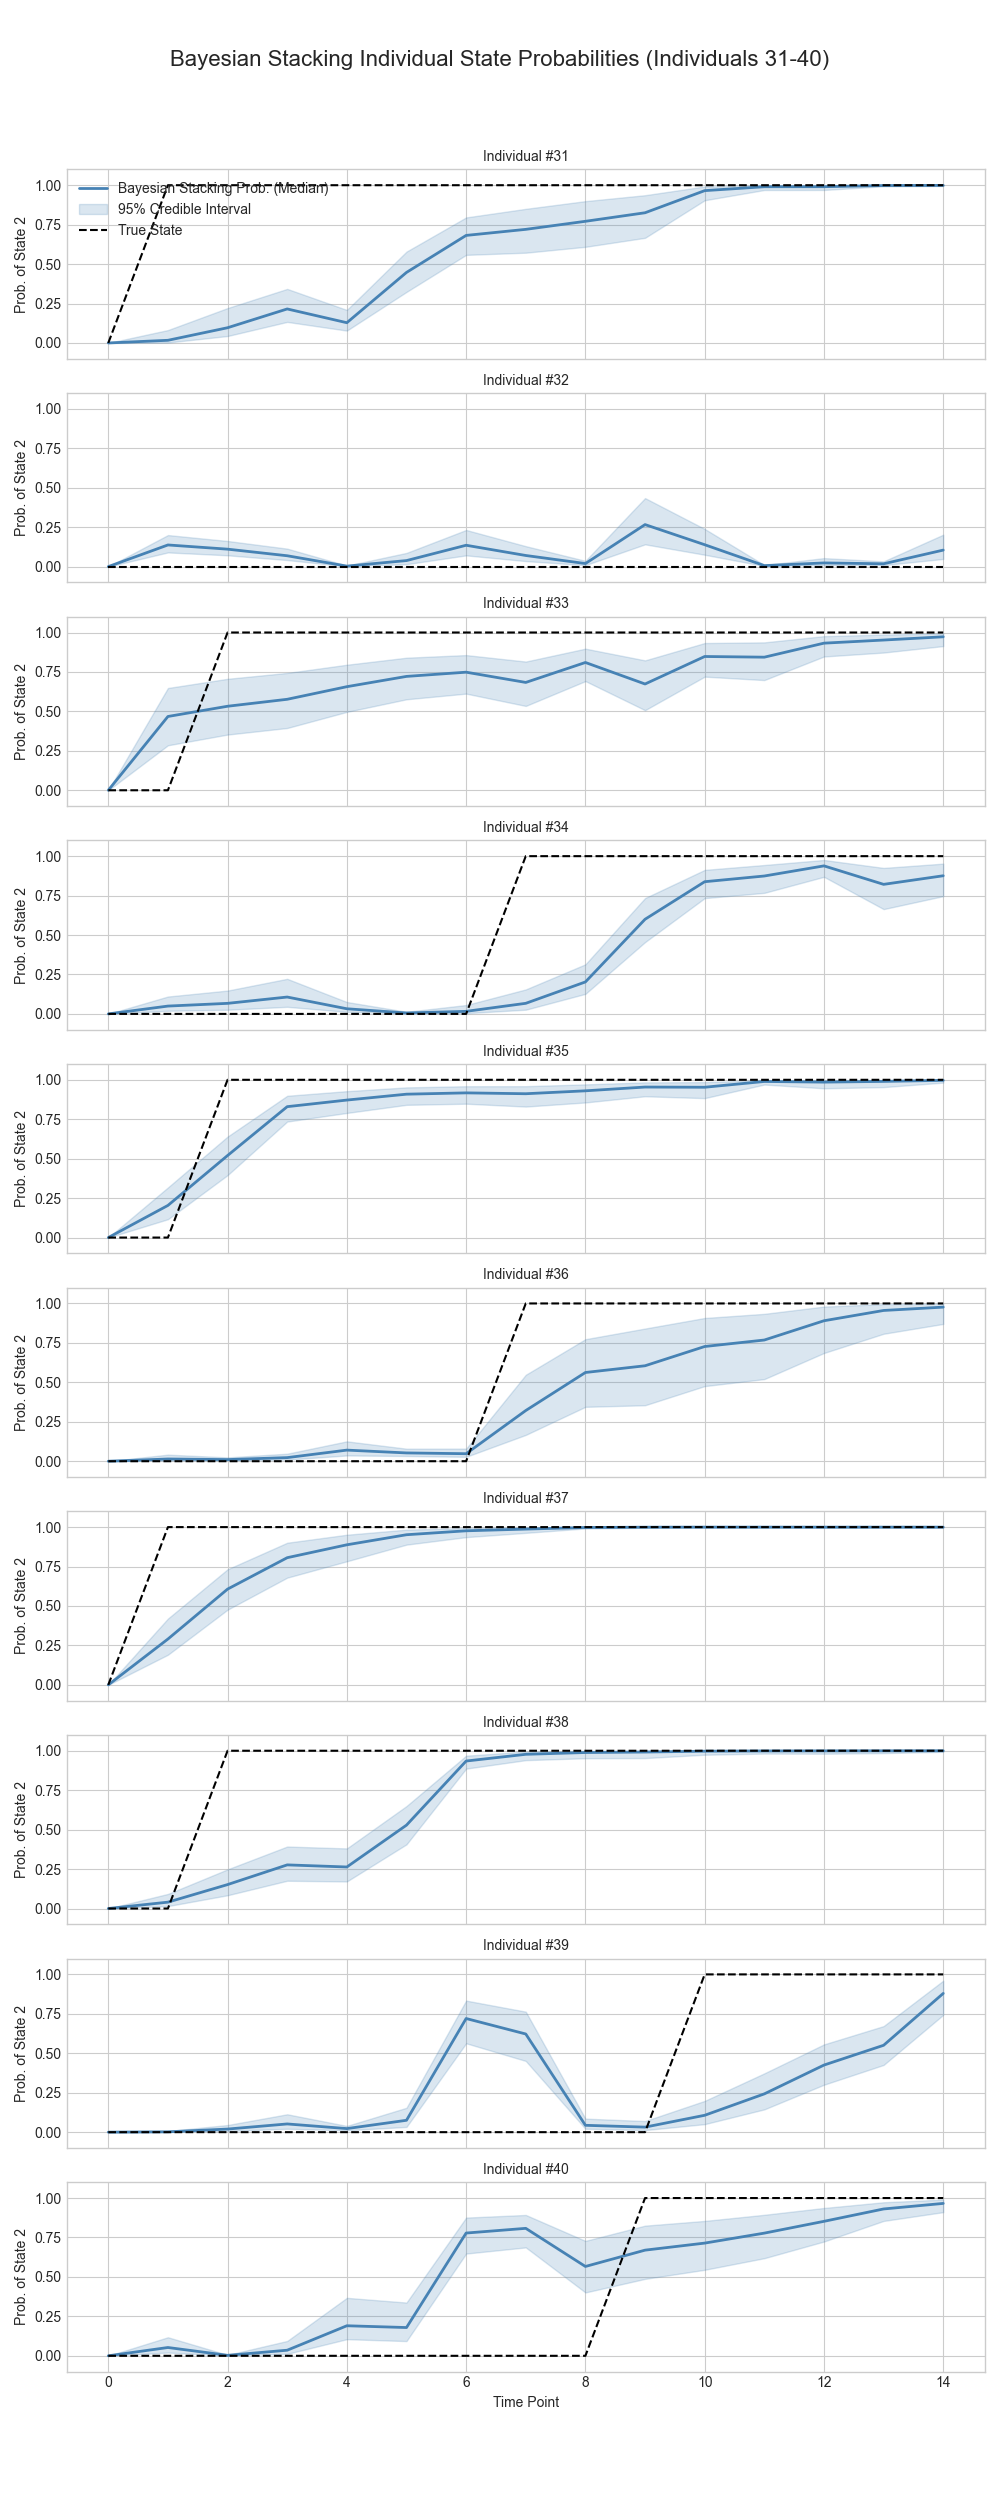 Bayesian Stacking Individual State Probabilities (Individuals 31-40)
Individual #31
Prob. of State 2
1.00
0.75
0.50
0.25
0.00
Bayesian Stacking Prob. (Median)
95% Credible Interval
True State
Individual #32
Prob. of State 2
1.00
0.75
0.50
0.25
0.00
Individual #33
Prob. of State 2
1.00
0.75
0.50
0.25
0.00
Individual #34
Prob. of State 2
1.00
0.75
0.50
0.25
0.00
Individual #35
Prob. of State 2
1.00
0.75
0.50
0.25
0.00
Individual #36
Prob. of State 2
1.00
0.75
0.50
0.25
0.00
Individual #37
Prob. of State 2
1.00
0.75
0.50
0.25
0.00
Individual #38
Prob. of State 2
1.00
0.75
0.50
0.25
0.00
Individual #39
Prob. of State 2
1.00
0.75
0.50
0.25
0.00
Individual #40
Prob. of State 2
1.00
0.75
0.50
0.25
0.00
0 2 4 6 8 10 12 14
Time Point